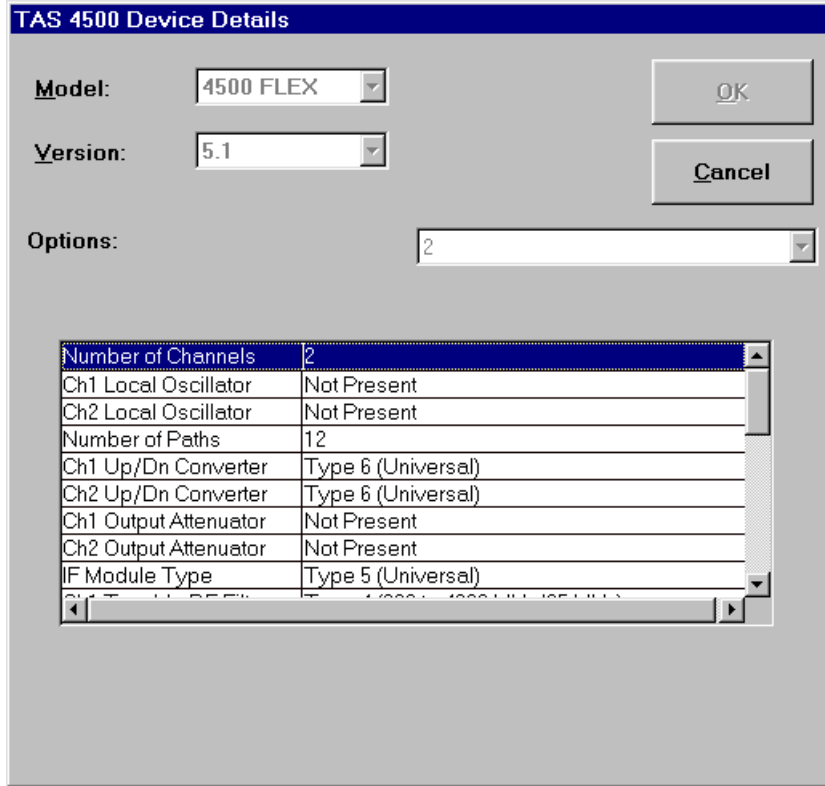 TAS 4500 Device Details
Model: 4500 FLEX OK
Version: 5.1
Cancel
Options: 2
Number of Channels 2
Ch1 Local Oscillator Not Present
Ch2 Local Oscillator Not Present
Number of Paths 12
Ch1 Up/Dn Converter Type 6 (Universal)
Ch2 Up/Dn Converter Type 6 (Universal)
Ch1 Output Attenuator Not Present
Ch2 Output Attenuator Not Present
IF Module Type Type 5 (Universal)